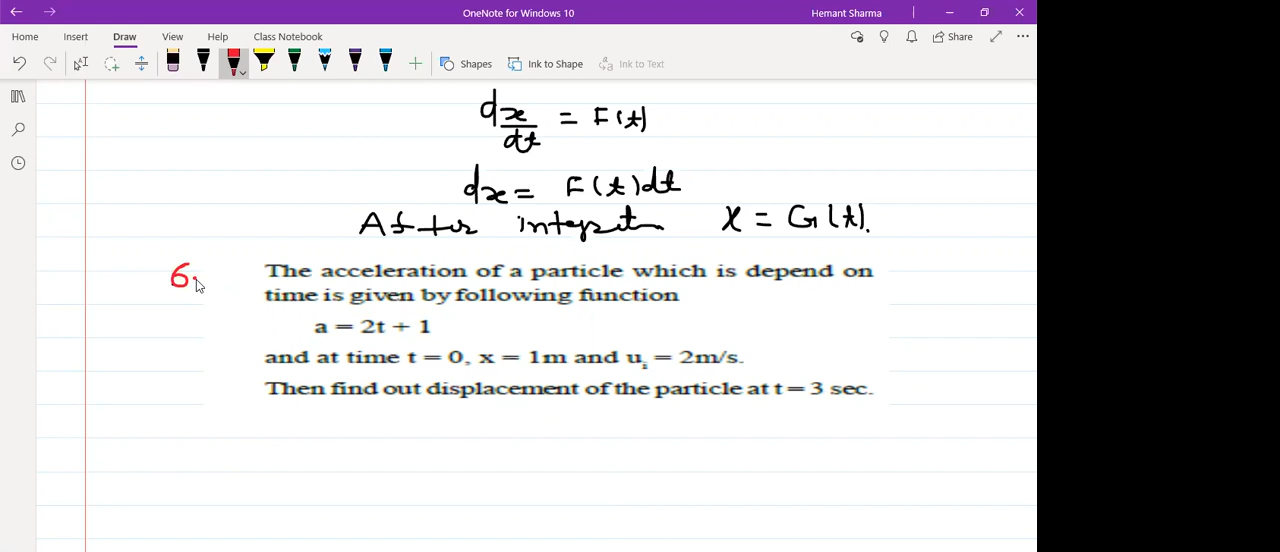 OneNote for Windows 10
Hemant Sharma
Home Insert Draw View Help Class Notebook
Share
Shapes Ink to Shape Ink to Text
dx/dt = F(t)
dx = F(t)dt
After x = G(t).
6. The acceleration of a particle which is depend on
time is given by following function
a = 2t + 1
and at time t = 0, x = 1m and uᵢ = 2m/s.
Then find out displacement of the particle at t = 3 sec.